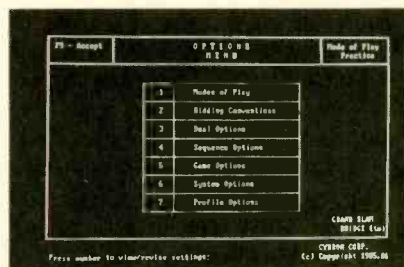 F5 - Accept
OPTIONS
MENU
Mode of Play
Practice
1 Modes of Play
2 Bidding Conventions
3 Deal Options
4 Sequence Options
5 Game Options
6 System Options
7 Profile Options
GRAND SLAM
BRIDGE (tm)
CYBRON CORP.
Press number to view/revise settings:
(c) Copyright 1985,86